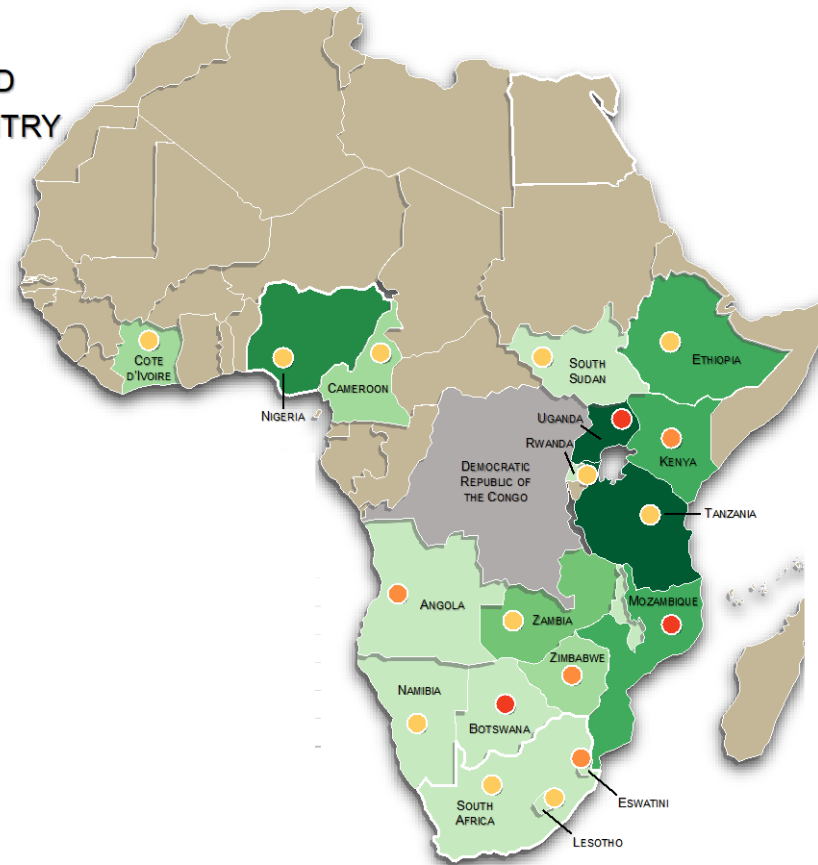 D
TRY
COTE
D'IVOIRE
NIGERIA
CAMEROON
SOUTH
SUDAN
ETHIOPIA
UGANDA
RWANDA
KENYA
DEMOCRATIC
REPUBLIC OF
THE CONGO
TANZANIA
ANGOLA
ZAMBIA
MOZAMBIQUE
ZIMBABWE
NAMIBIA
BOTSWANA
SOUTH
AFRICA
ESWATINI
LESOTHO